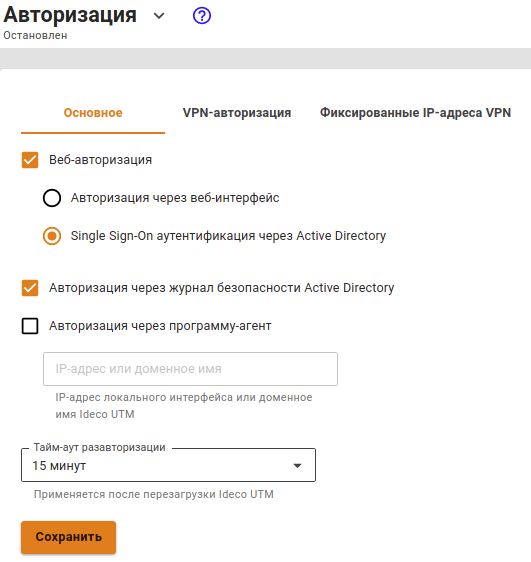 Авторизация
Остановлен
Основное
VPN-авторизация
Фиксированные IP-адреса VPN
Веб-авторизация
Авторизация через веб-интерфейс
Single Sign-On аутентификация через Active Directory
Авторизация через журнал безопасности Active Directory
Авторизация через программу-агент
IP-адрес или доменное имя
IP-адрес локального интерфейса или доменное
имя Ideco UTM
Тайм-аут разавторизации
15 минут
Применяется после перезагрузки Ideco UTM
Сохранить